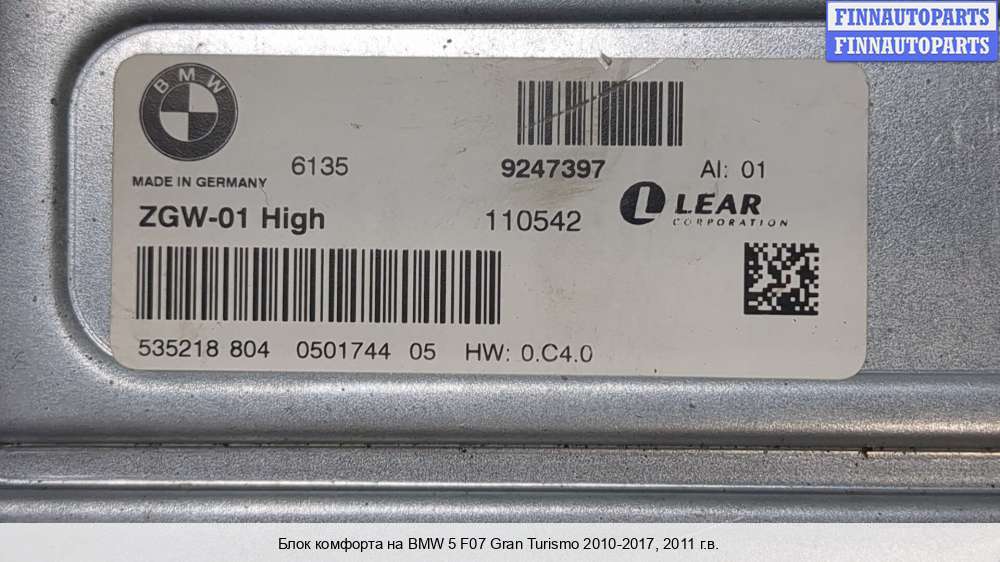 FINNAUTOPARTS
FINNAUTOPARTS
BMW
MADE IN GERMANY
6135
9247397
AI: 01
ZGW-01 High
110542
LEAR
CORPORATION
535218 804 0501744 05 HW: 0.C4.0
Блок комфорта на BMW 5 F07 Gran Turismo 2010-2017, 2011 г.в.